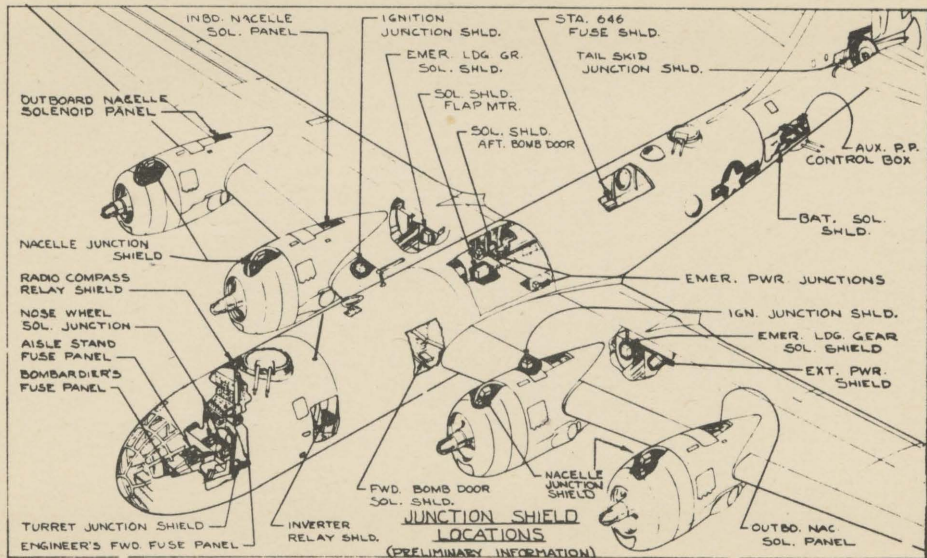 INBD. NACELLE
SOL. PANEL
IGNITION
JUNCTION SHLD.
EMER. LDG. GR.
SOL. SHLD.
SOL. SHLD.
FLAP MTR.
SOL. SHLD.
AFT. BOMB DOOR
STA. 646
FUSE SHLD.
TAIL SKID
JUNCTION SHLD.
OUTBOARD NACELLE
SOLENOID PANEL
AUX. P.P.
CONTROL BOX
BAT. SOL.
SHLD.
NACELLE JUNCTION
SHIELD
RADIO COMPASS
RELAY SHIELD
NOSE WHEEL
SOL. JUNCTION
AISLE STAND
FUSE PANEL
BOMBARDIER'S
FUSE PANEL
EMER. PWR. JUNCTIONS
IGN. JUNCTION SHLD.
EMER. LDG. GEAR
SOL. SHIELD
EXT. PWR.
SHIELD
TURRET JUNCTION SHIELD
ENGINEER'S FWD. FUSE PANEL
INVERTER
RELAY SHLD.
FWD. BOMB DOOR
SOL. SHLD.
NACELLE
JUNCTION
SHIELD
OUTBD. NAC.
SOL. PANEL
JUNCTION SHIELD
LOCATIONS
(PRELIMINARY INFORMATION)